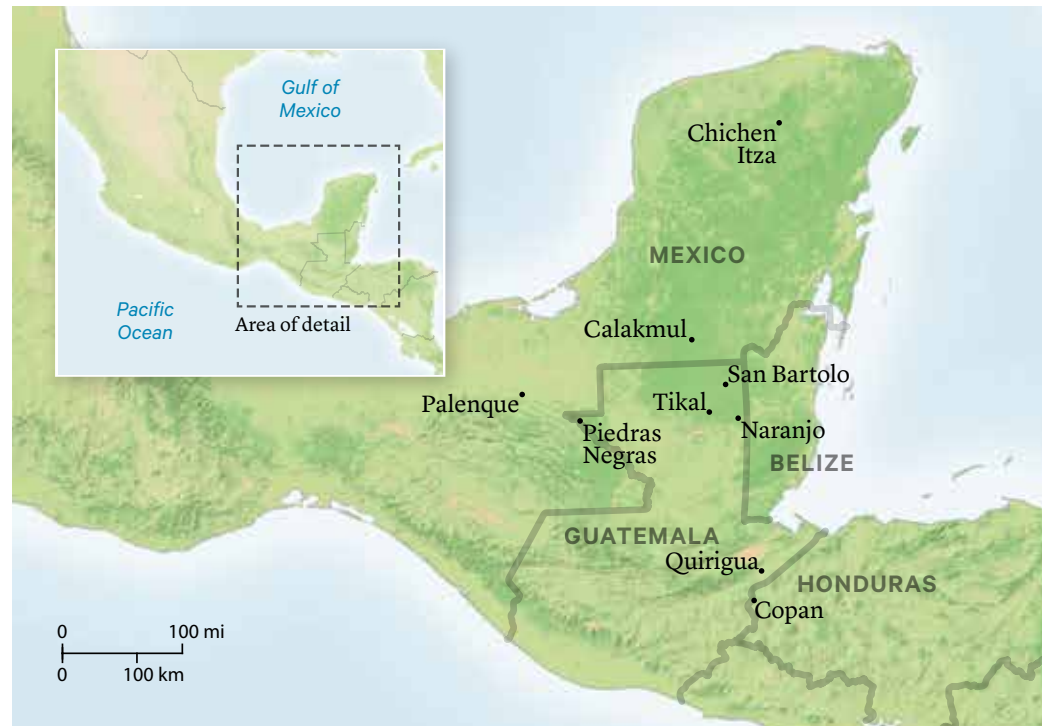 Gulf of
Mexico
Pacific
Ocean
Area of detail
Chichen
Itza
MEXICO
Calakmul
San Bartolo
Palenque
Tikal
Piedras
Negras
Naranjo
BELIZE
GUATEMALA
Quirigua
HONDURAS
Copan
0 100 mi
0 100 km